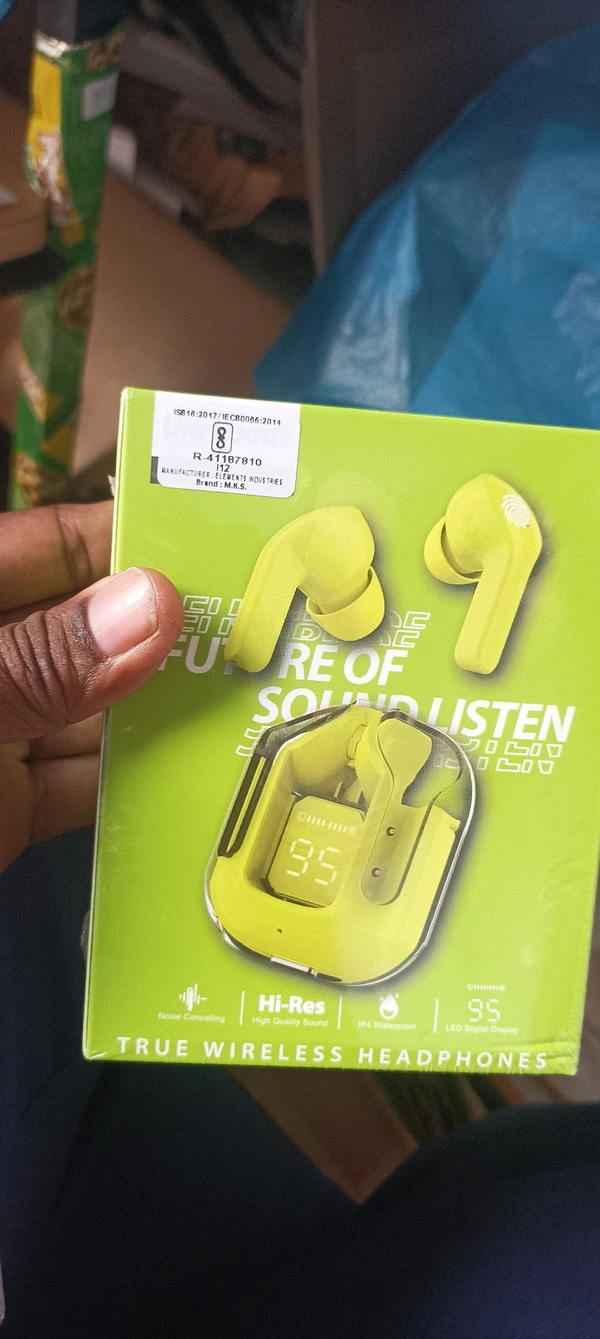 IS616:2017/IEC60065:2014
R-41187810
I12
MANUFACTURER: ELEMENTS INDUSTRIES
Brand : M.K.S.
FUTURE OF
SOUND LISTEN
95
Noise Cancelling
Hi-Res
High Quality Sound
IP4 Waterproof
95
LED Digital Display
TRUE WIRELESS HEADPHONES